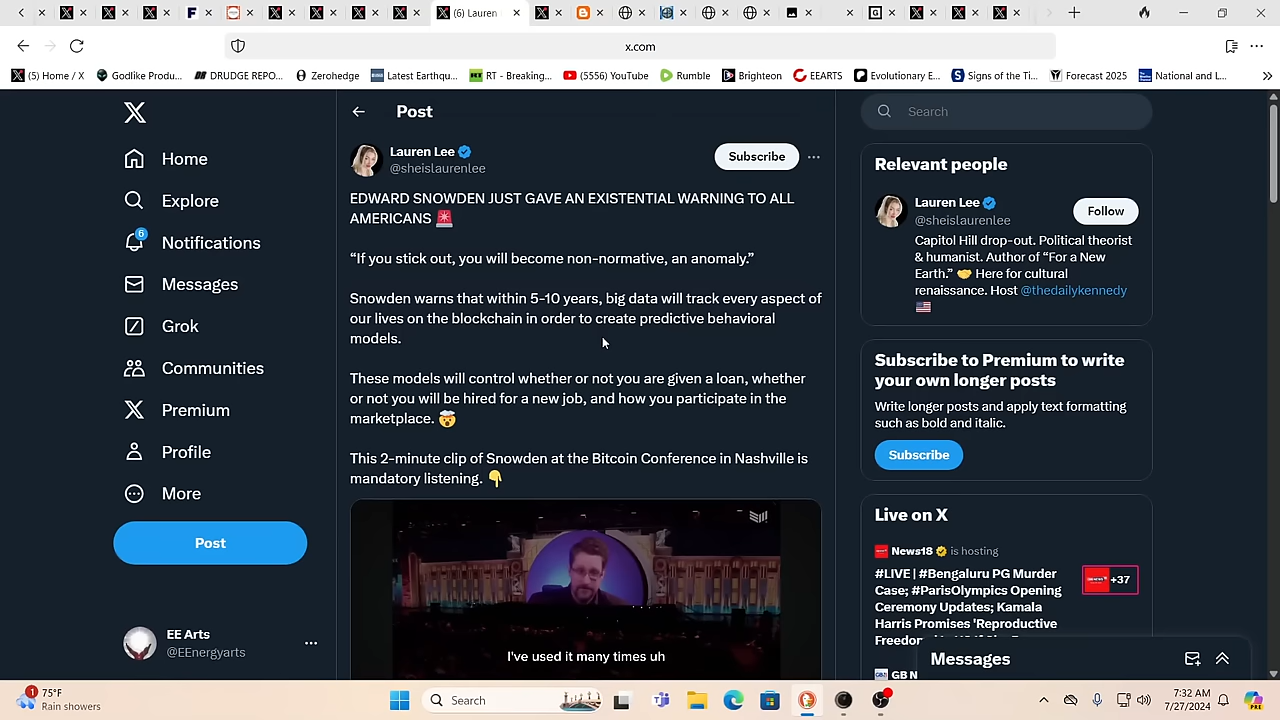 (6) Lauren
x.com
(5) Home / X
Godlike Produ...
DRUDGE REPO...
Zerohedge
Latest Earthqu...
RT - Breaking...
(5556) YouTube
Rumble
Brighteon
EEARTS
Evolutionary E...
Signs of the Ti...
Forecast 2025
National and L...
Home
Explore
6
Notifications
Messages
Grok
Communities
Premium
Profile
More
Post
EE Arts
@EEnergyarts
Post
Lauren Lee
@sheislaurenlee
Subscribe
EDWARD SNOWDEN JUST GAVE AN EXISTENTIAL WARNING TO ALL
AMERICANS 🚨
“If you stick out, you will become non-normative, an anomaly.”
Snowden warns that within 5-10 years, big data will track every aspect of
our lives on the blockchain in order to create predictive behavioral
models.
These models will control whether or not you are given a loan, whether
or not you will be hired for a new job, and how you participate in the
marketplace. 🤯
This 2-minute clip of Snowden at the Bitcoin Conference in Nashville is
mandatory listening. 👇
I've used it many times uh
Search
Relevant people
Lauren Lee
@sheislaurenlee
Follow
Capitol Hill drop-out. Political theorist
& humanist. Author of “For a New
Earth.” 🤝 Here for cultural
renaissance. Host @thedailykennedy
🇺🇸
Subscribe to Premium to write
your own longer posts
Write longer posts and apply text formatting
such as bold and italic.
Subscribe
Live on X
News18 is hosting
#LIVE | #Bengaluru PG Murder
Case; #ParisOlympics Opening
Ceremony Updates; Kamala
Harris Promises 'Reproductive
+37
GB N
Messages
1
75°F
Rain showers
Search
7:32 AM
7/27/2024